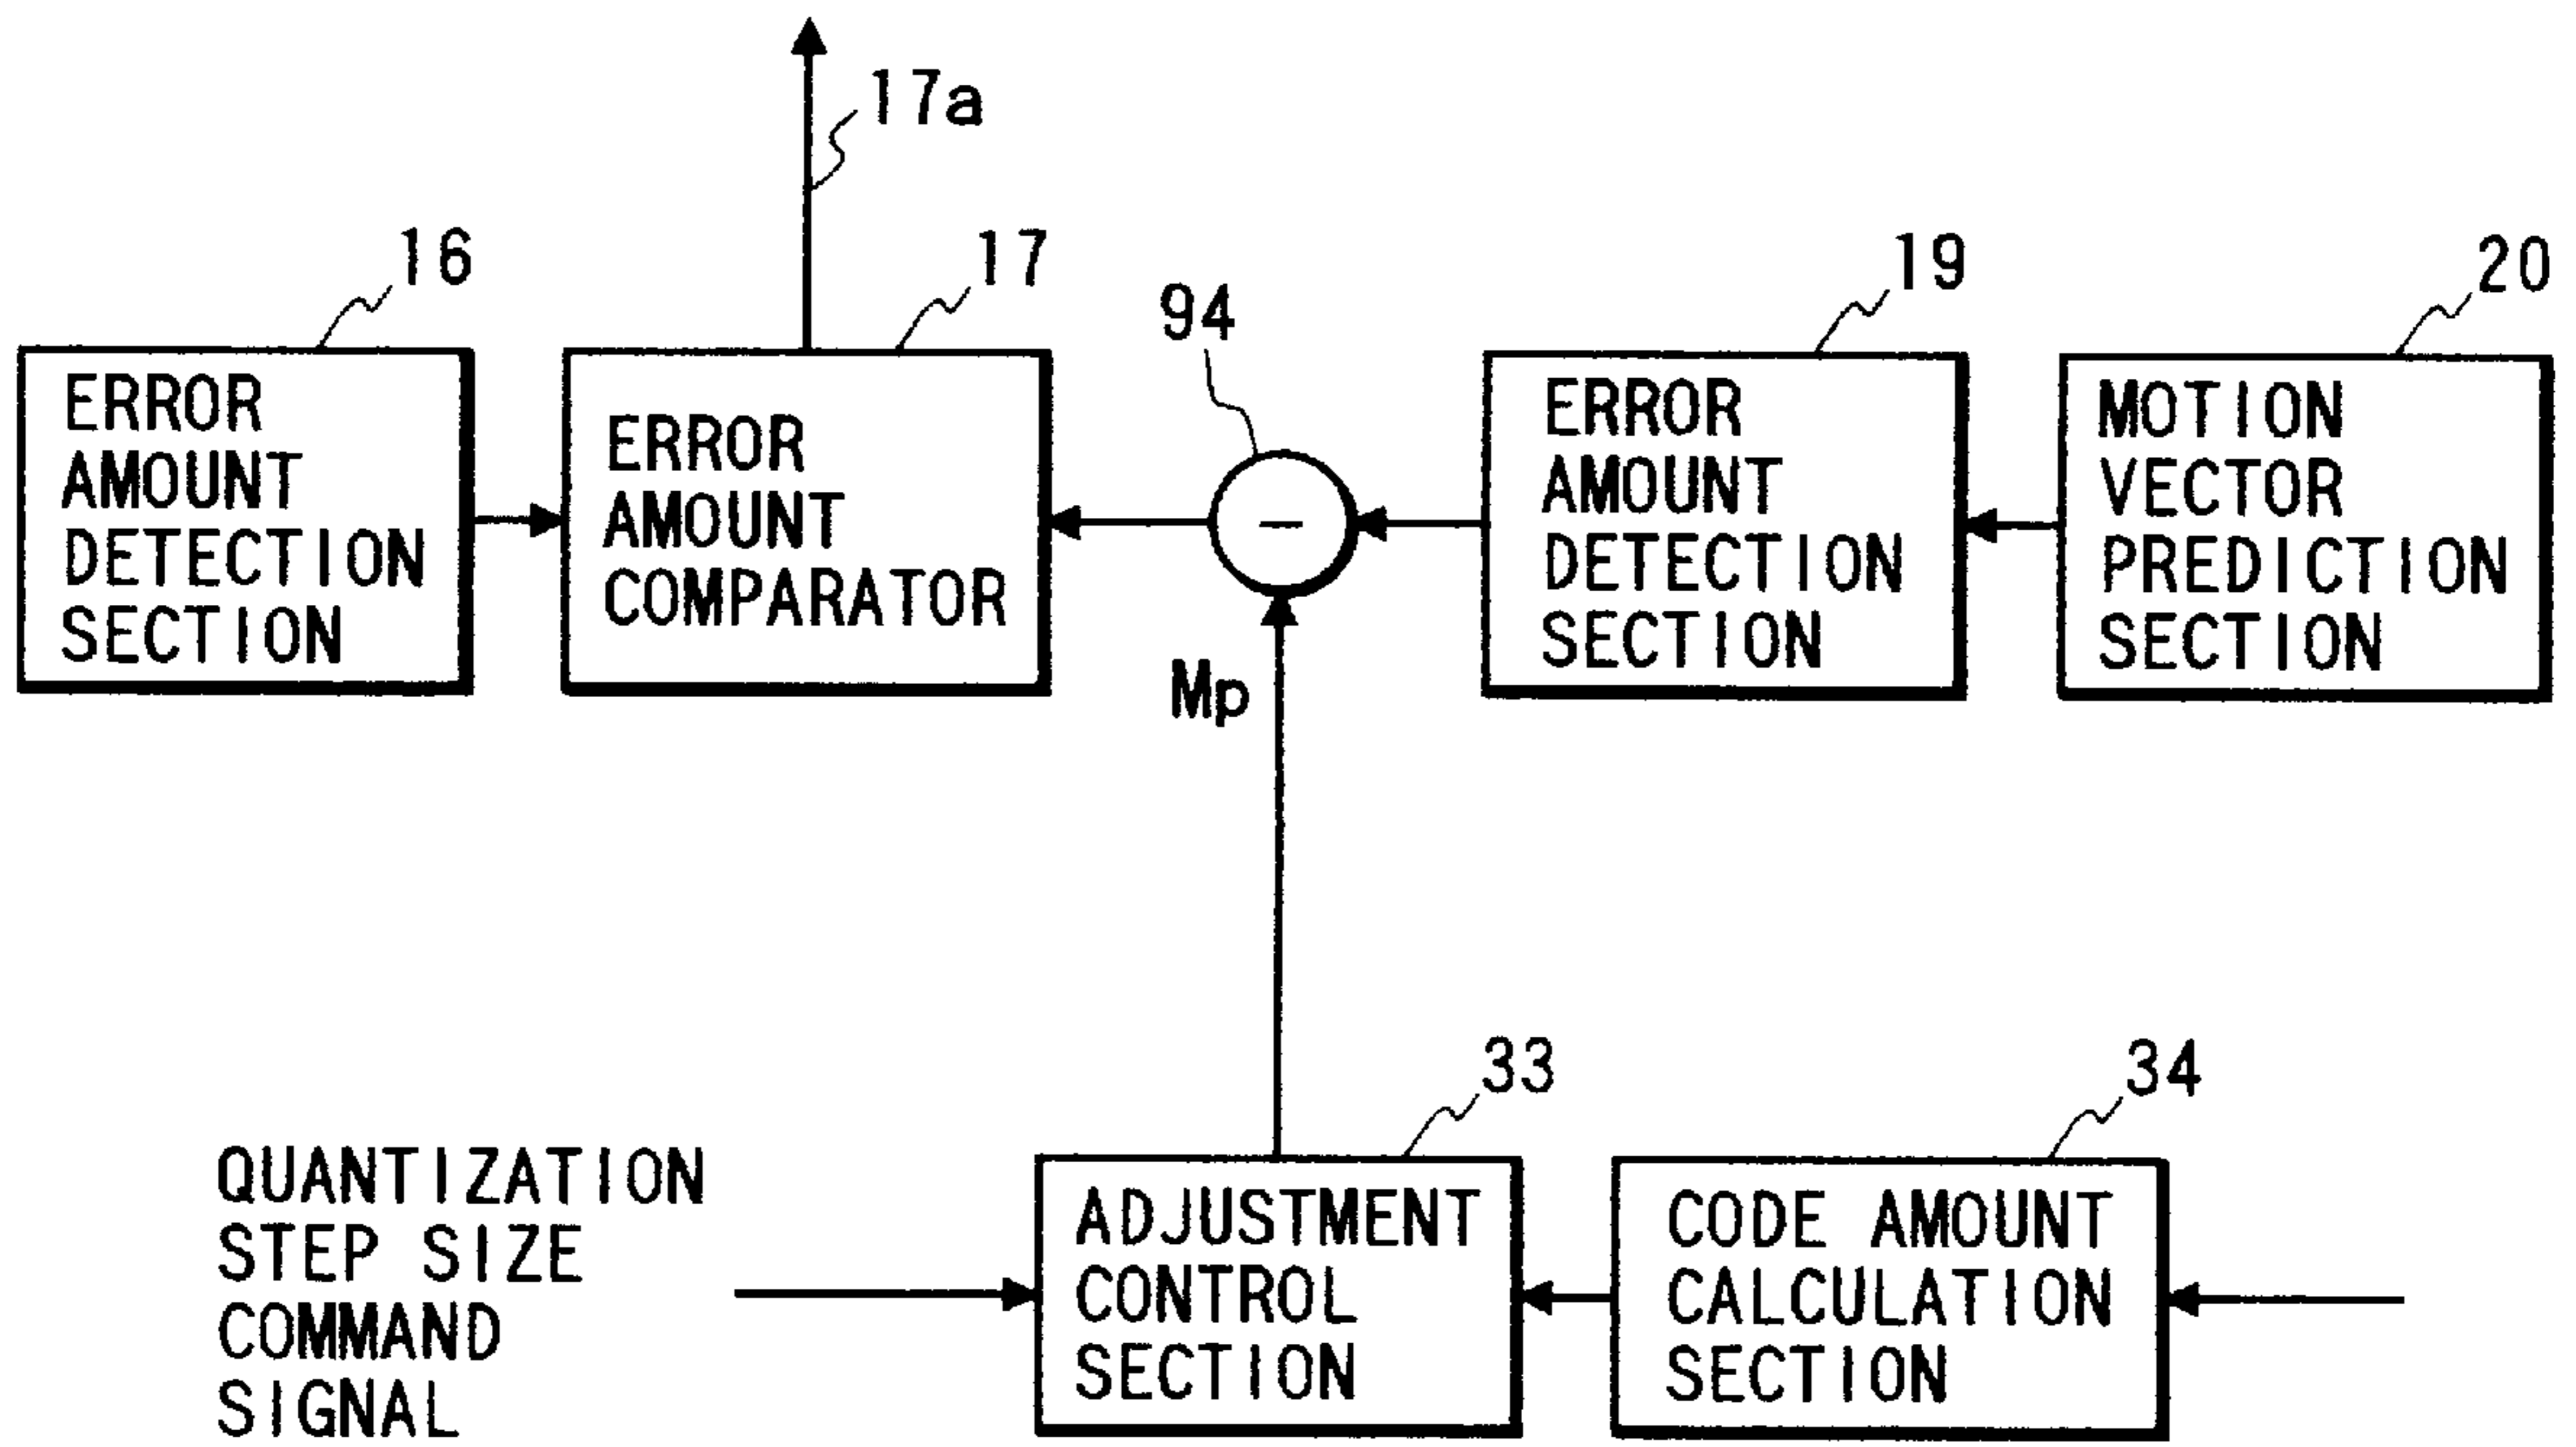 17a
16
17
94
19
20
ERROR
AMOUNT
DETECTION
SECTION
ERROR
AMOUNT
COMPARATOR
−
ERROR
AMOUNT
DETECTION
SECTION
MOTION
VECTOR
PREDICTION
SECTION
Mp
33
34
QUANTIZATION
STEP SIZE
COMMAND
SIGNAL
ADJUSTMENT
CONTROL
SECTION
CODE AMOUNT
CALCULATION
SECTION